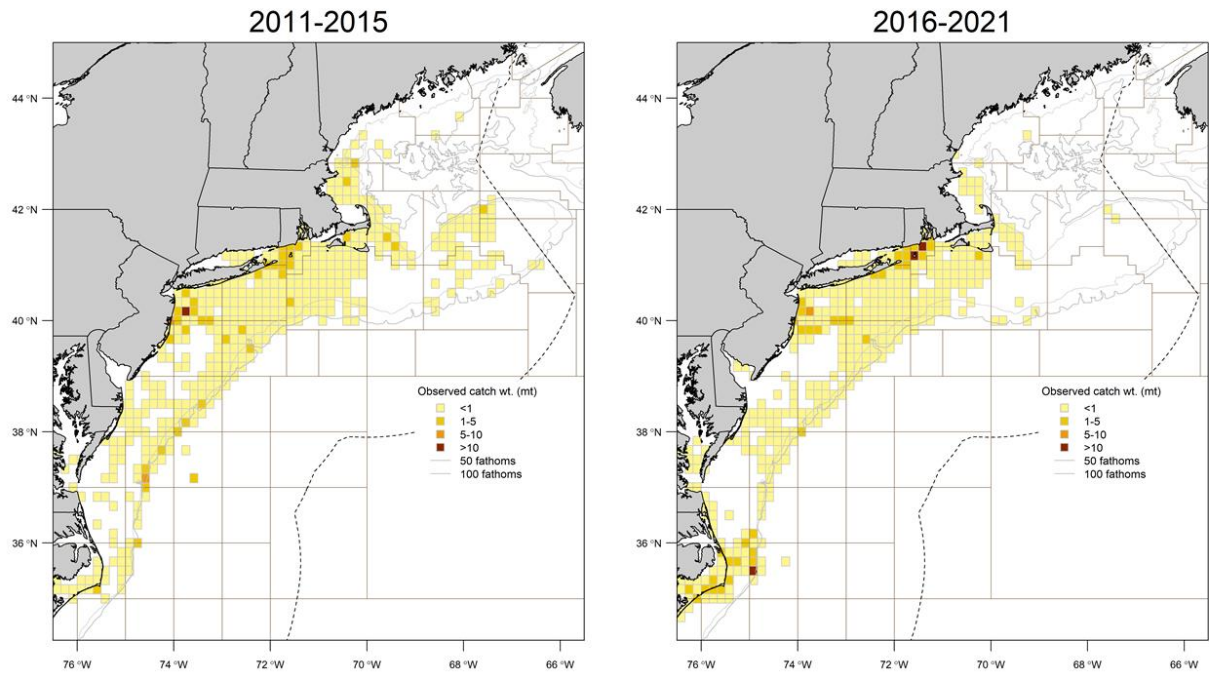 2011-2015
2016-2021
44 °N
42 °N
40 °N
38 °N
36 °N
Observed catch wt. (mt)
<1
1-5
5-10
>10
50 fathoms
100 fathoms
76 °W
74 °W
72 °W
70 °W
68 °W
66 °W
44 °N
42 °N
40 °N
38 °N
36 °N
Observed catch wt. (mt)
<1
1-5
5-10
>10
50 fathoms
100 fathoms
76 °W
74 °W
72 °W
70 °W
68 °W
66 °W